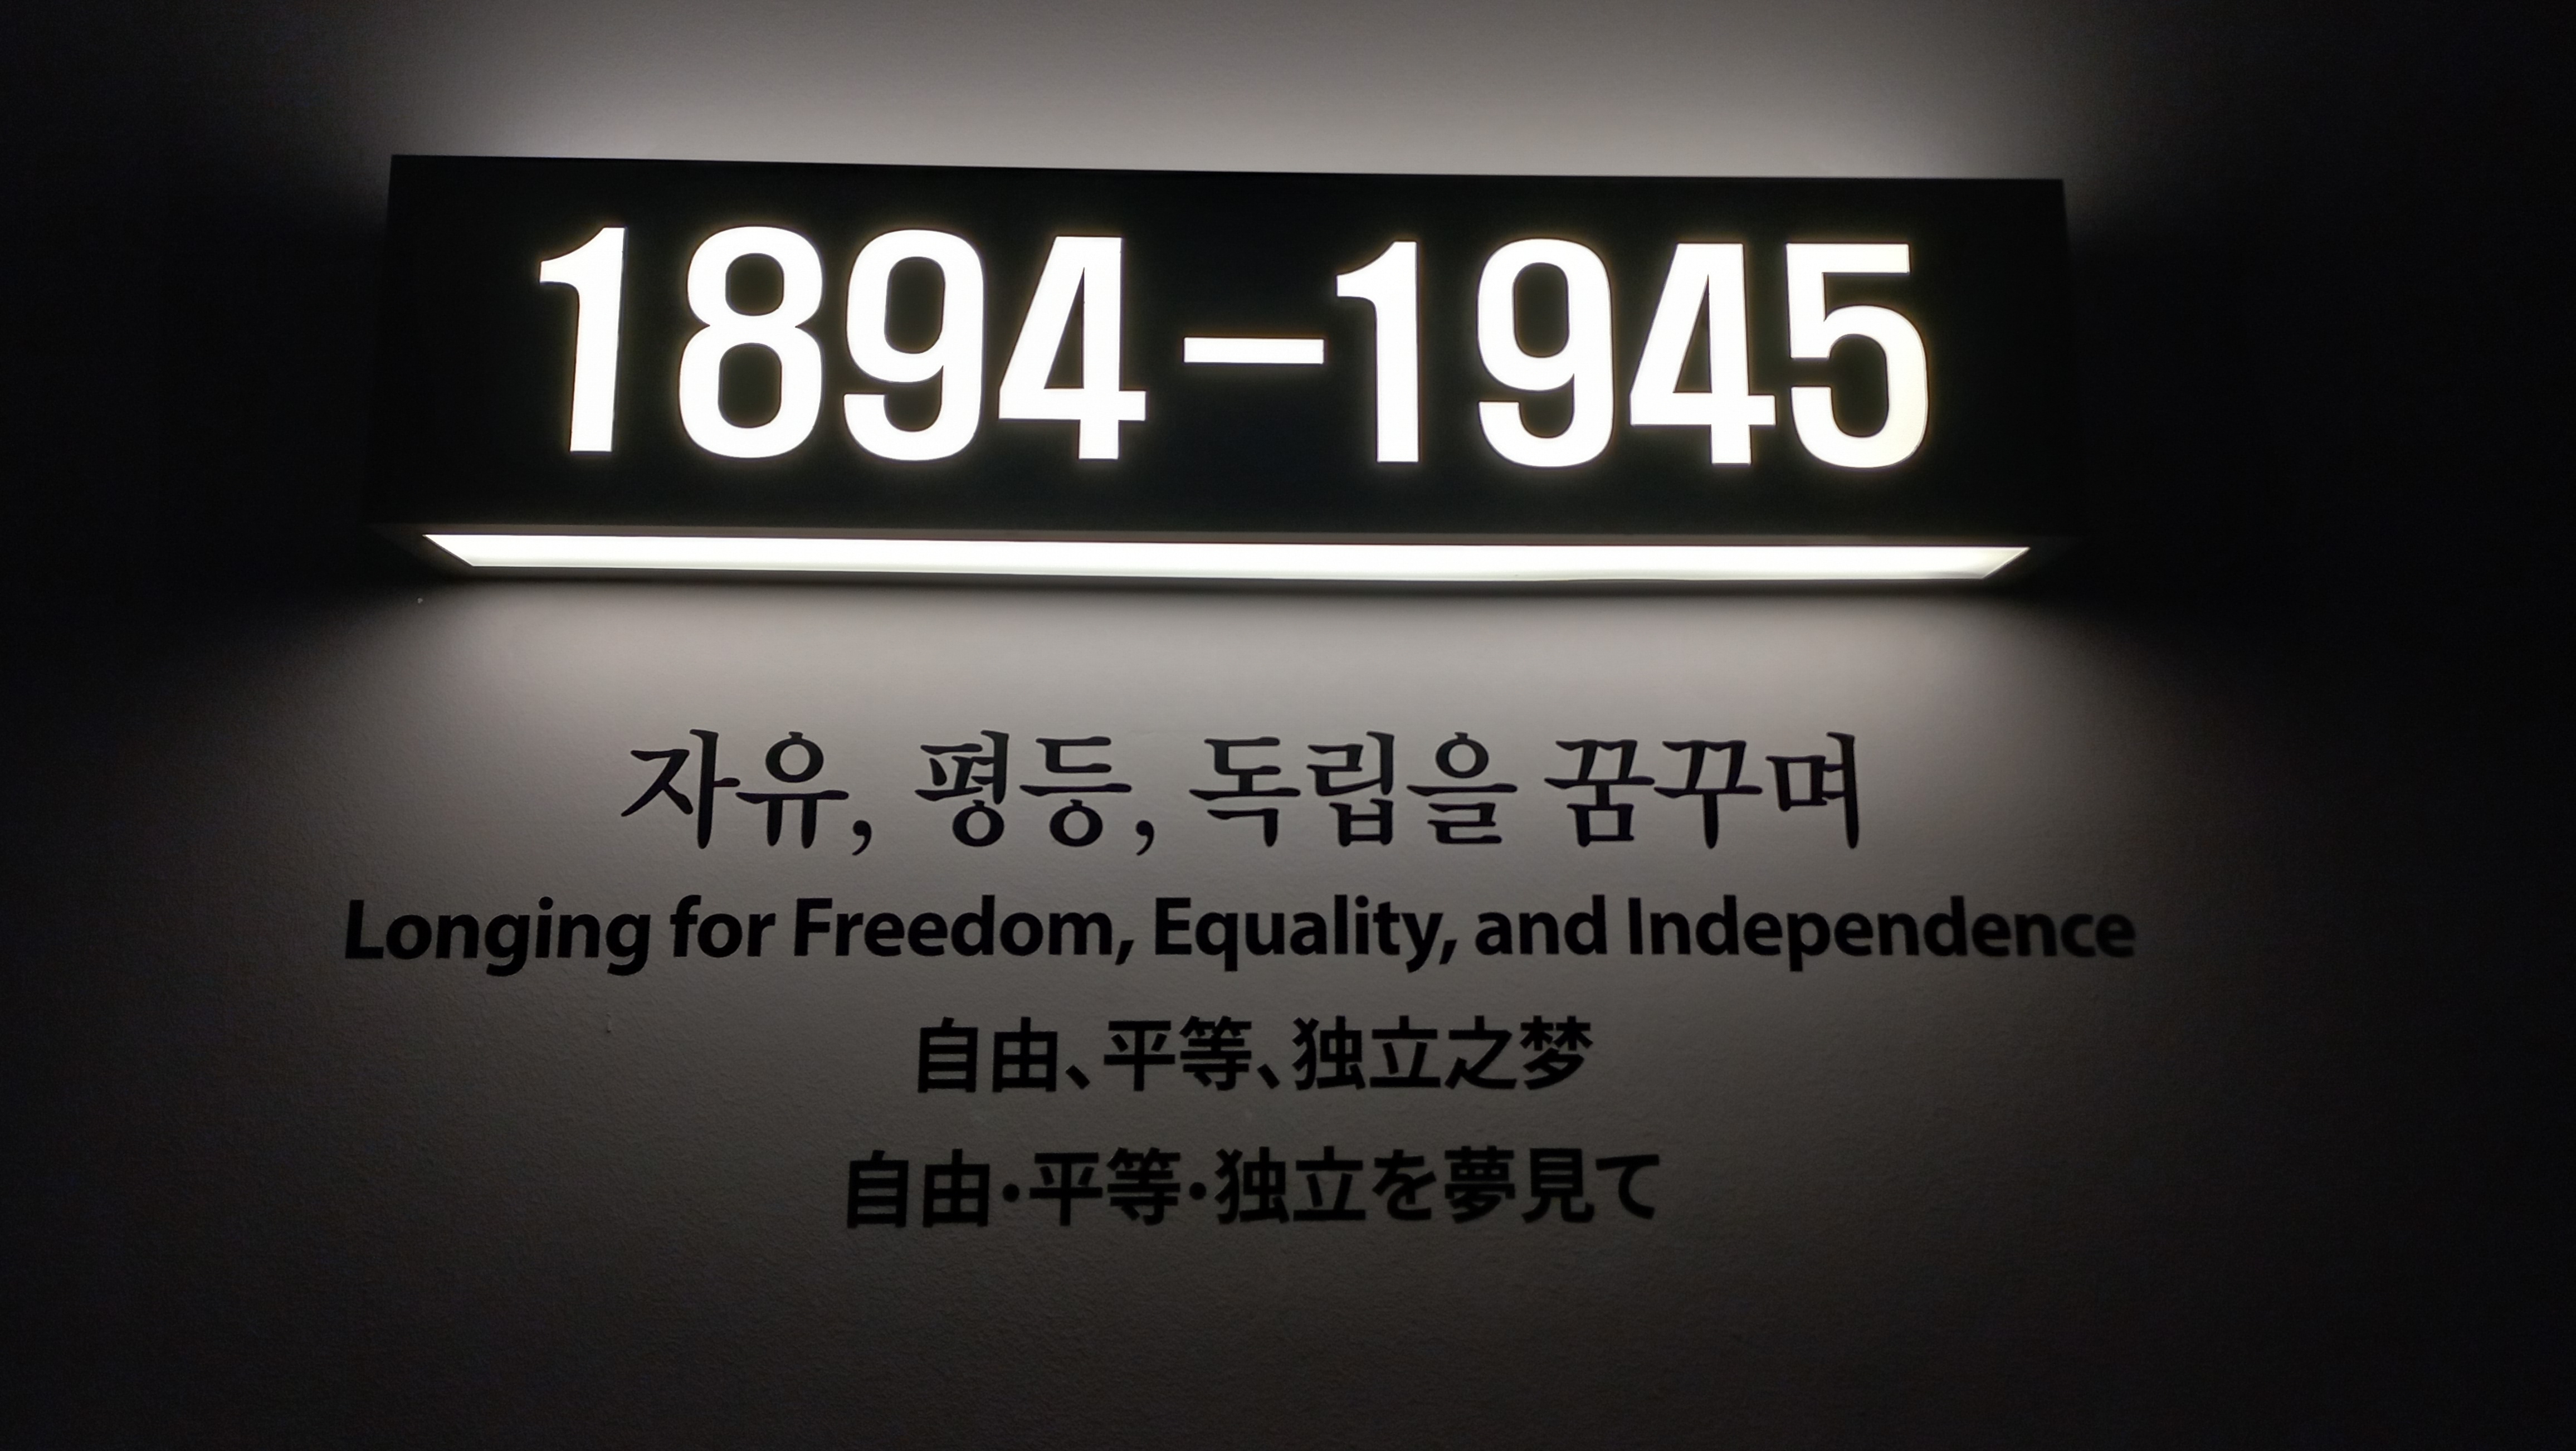 1894–1945
자유, 평등, 독립을 꿈꾸며
Longing for Freedom, Equality, and Independence
自由、平等、独立之梦
自由・平等・独立を夢見て